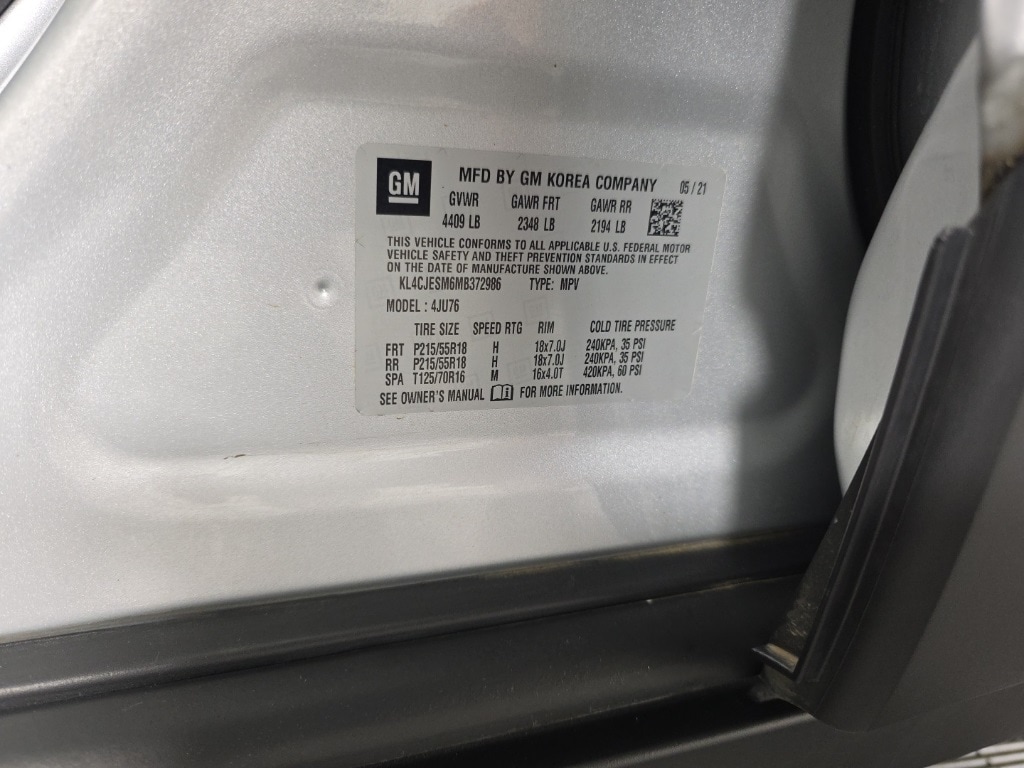 GM MFD BY GM KOREA COMPANY 05 / 21
GVWR GAWR FRT GAWR RR
4409 LB 2348 LB 2194 LB
THIS VEHICLE CONFORMS TO ALL APPLICABLE U.S. FEDERAL MOTOR
VEHICLE SAFETY AND THEFT PREVENTION STANDARDS IN EFFECT
ON THE DATE OF MANUFACTURE SHOWN ABOVE.
KL4CJESM6MB372986 TYPE: MPV
MODEL : 4JU76
TIRE SIZE SPEED RTG RIM COLD TIRE PRESSURE
FRT P215/55R18 H 18x7.0J 240KPA, 35 PSI
RR P215/55R18 H 18x7.0J 240KPA, 35 PSI
SPA T125/70R16 M 16x4.0T 420KPA, 60 PSI
SEE OWNER'S MANUAL FOR MORE INFORMATION.